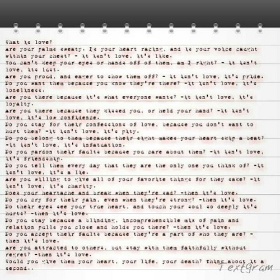 What is love?
are your palms sweaty. is your heart racing. and is your voice caught
within your chest? - it isn't love. it's like.
You can't keep your eyes or hands off of them. am I right? - it isn't
love. its lust.
are you proud. and eager to show them off? - it isn't love. it's pride.
Do you want them because you know they're there? -it isn't love. it's
loneliness.
are you there because it's what everyone wants? -it isn't love. it's
loyalty.
are you there because they kissed you. or held your hand? -it isn't
love. it's low confidence.
Do you stay for their confessions of love. because you don't want to
hurt them? -it isn't love. it's pity.
Do you belong to them because their sight makes your heart skip a beat?
-it isn't love. it's infatuation.
Do you pardon their faults because you care about them? -it isn't love.
it's friendship.
Do you tell them every day that they are the only one you think of? -it
isn't love. it's a lie.
are you willing to give all of your favorite things for they sake? -it
isn't love. it's charity.
Does your heartache and break when they're sad? -then it's love.
Do you cry for their pain. even when they're strong? -then it's love.
Do their eyes see your true heart. and touch your soul so deeply it's
hurts? -then it's love.
Do you stay because a blinding. incomprehensible mix of pain and
relation pulls you close and holds you there? -then it's love.
Do you accept their faults because they're a part of who they are? -
then it's love.
are you attracted to others. but stay with them faithfully without
regret? -then it's love.
Would you give them your heart. your life. your death? Thing about it a
second.
TextGram